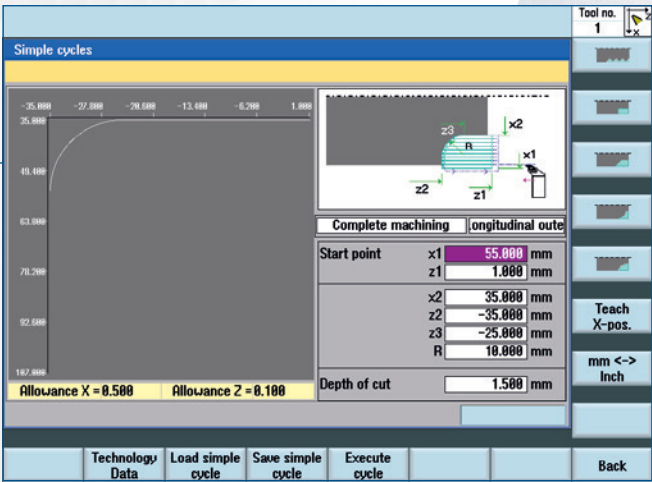 Tool no.
1
z
x
Simple cycles
-35.000 -27.800 -20.600 -13.400 -6.200 1.000
35.000
49.400
63.800
78.200
92.600
107.000
z3
x2
R
x1
z2
z1
Complete machining
ongitudinal oute
Start point x1 55.000 mm
z1 1.000 mm
x2 35.000 mm
z2 -35.000 mm
z3 -25.000 mm
R 10.000 mm
Depth of cut 1.500 mm
Allowance X = 0.500 Allowance Z = 0.100
Teach
X-pos.
mm <->
Inch
Technology
Data
Load simple
cycle
Save simple
cycle
Execute
cycle
Back